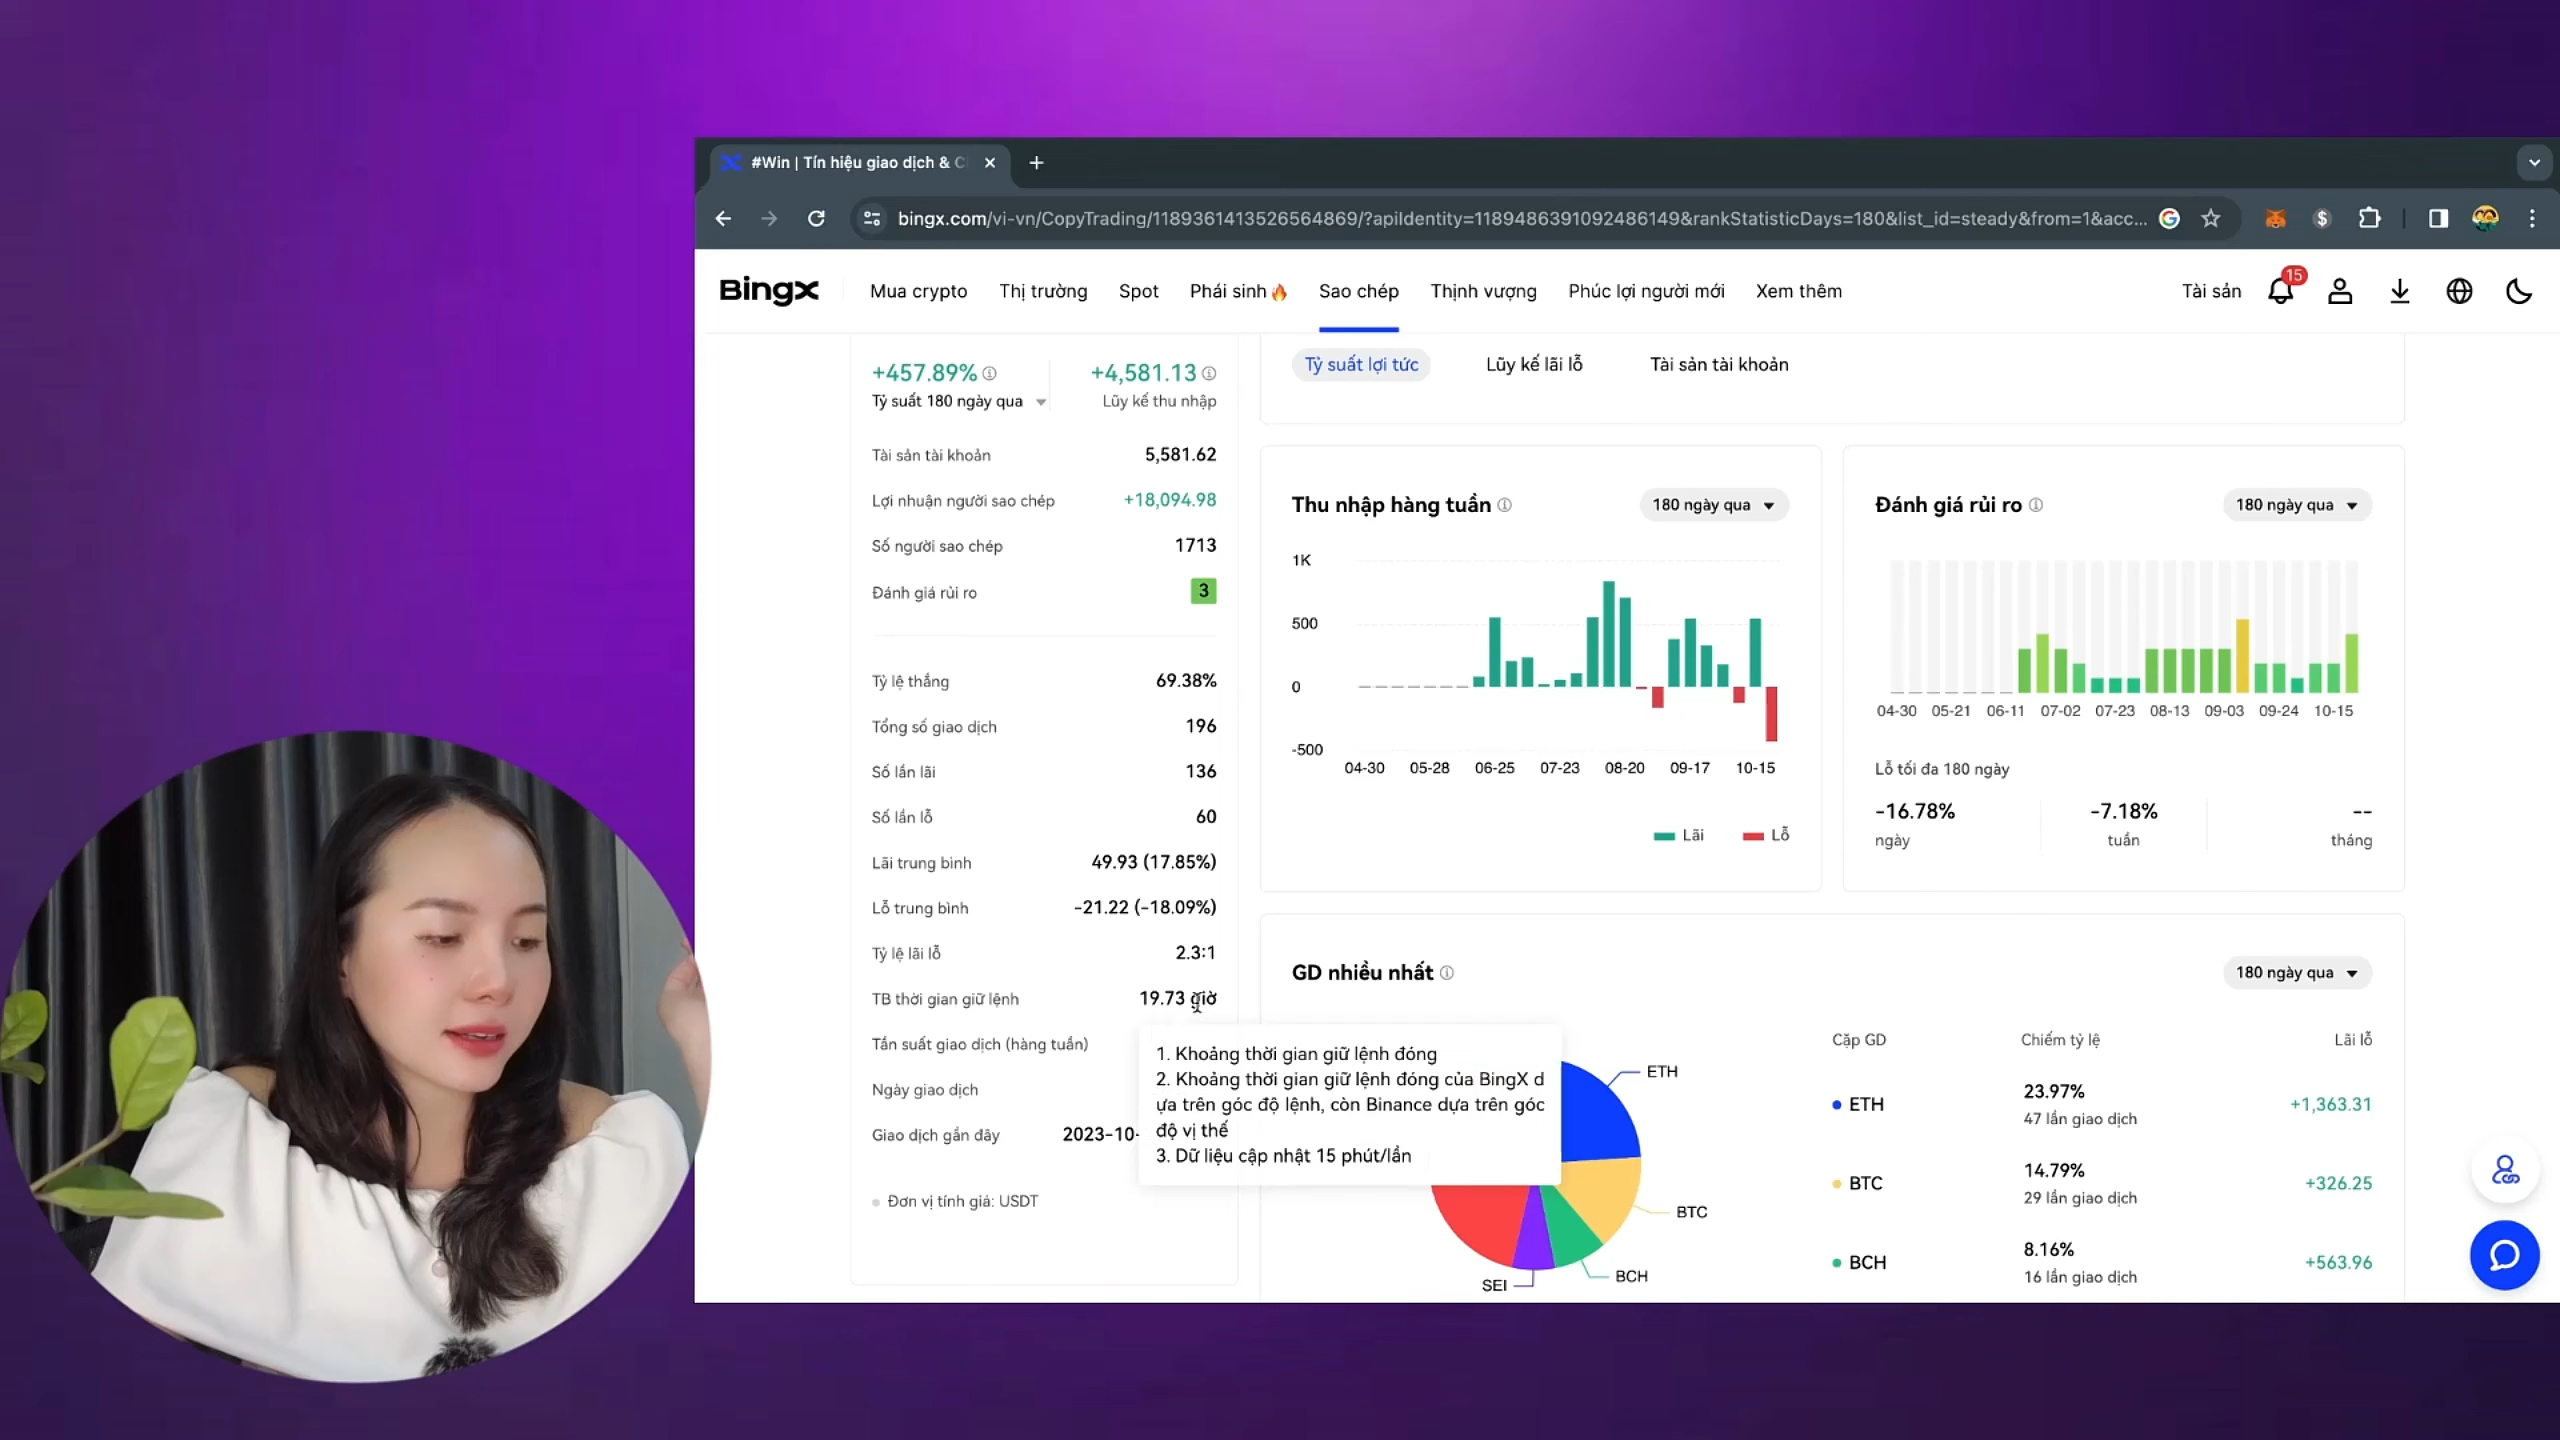 #Win | Tín hiệu giao dịch & C
bingx.com/vi-vn/CopyTrading/1189361413526564869/?apiIdentity=1189486391092486149&rankStatisticDays=180&list_id=steady&from=1&acc...
BingX
Mua crypto
Thị trường
Spot
Phái sinh
Sao chép
Thịnh vượng
Phúc lợi người mới
Xem thêm
Tài sản
15
+457.89%
+4,581.13
Tỷ suất 180 ngày qua
Lũy kế thu nhập
Tài sản tài khoản
5,581.62
Lợi nhuận người sao chép
+18,094.98
Số người sao chép
1713
Đánh giá rủi ro
3
Tỷ lệ thắng
69.38%
Tổng số giao dịch
196
Số lần lãi
136
Số lần lỗ
60
Lãi trung bình
49.93 (17.85%)
Lỗ trung bình
-21.22 (-18.09%)
Tỷ lệ lãi lỗ
2.3:1
TB thời gian giữ lệnh
19.73 giờ
Tần suất giao dịch (hàng tuần)
Ngày giao dịch
Giao dịch gần đây
2023-10-
Đơn vị tính giá: USDT
1. Khoảng thời gian giữ lệnh đóng
2. Khoảng thời gian giữ lệnh đóng của BingX d
ựa trên góc độ lệnh, còn Binance dựa trên góc
độ vị thế
3. Dữ liệu cập nhật 15 phút/lần
Tỷ suất lợi tức
Lũy kế lãi lỗ
Tài sản tài khoản
Thu nhập hàng tuần
180 ngày qua
1K
500
0
-500
04-30
05-28
06-25
07-23
08-20
09-17
10-15
Lãi
Lỗ
Đánh giá rủi ro
180 ngày qua
04-30
05-21
06-11
07-02
07-23
08-13
09-03
09-24
10-15
Lỗ tối đa 180 ngày
-16.78%
-7.18%
--
ngày
tuần
tháng
GD nhiều nhất
180 ngày qua
ETH
BTC
BCH
SEI
Cặp GD
Chiếm tỷ lệ
Lãi lỗ
ETH
23.97%
47 lần giao dịch
+1,363.31
BTC
14.79%
29 lần giao dịch
+326.25
BCH
8.16%
16 lần giao dịch
+563.96